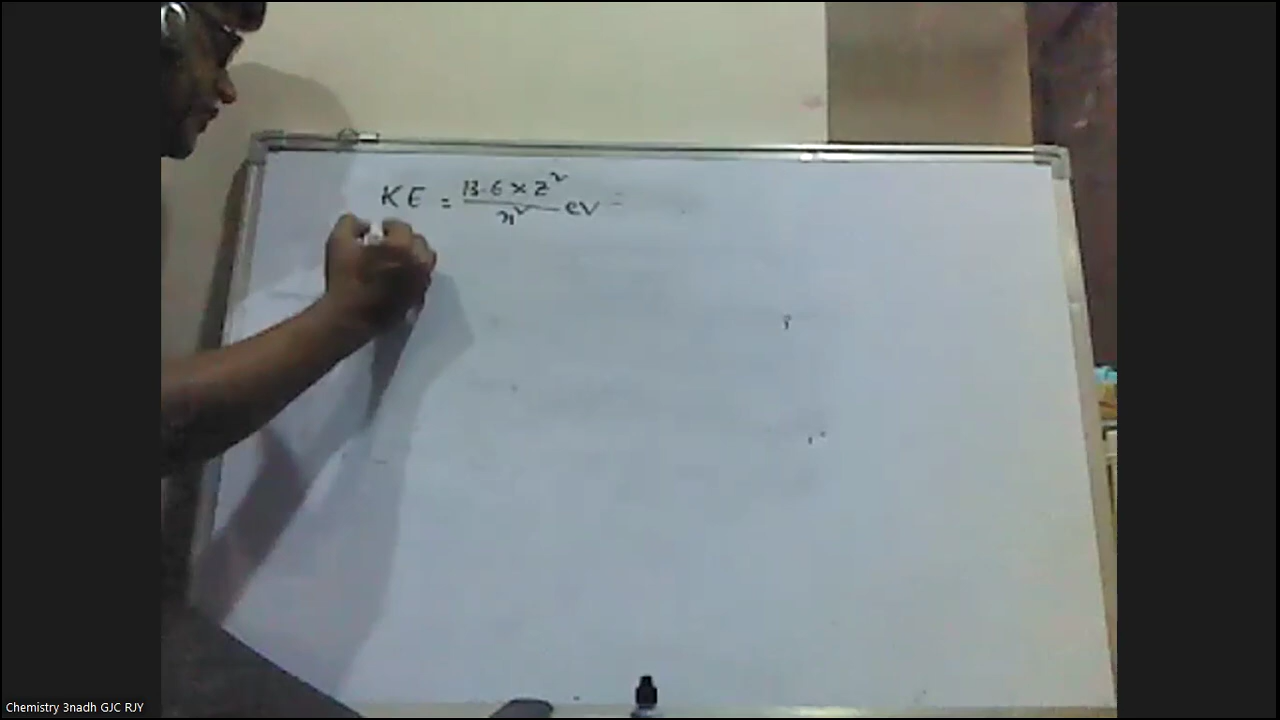 KE = 13.6 × Z² / n² eV
Chemistry 3nadh GJC RJY